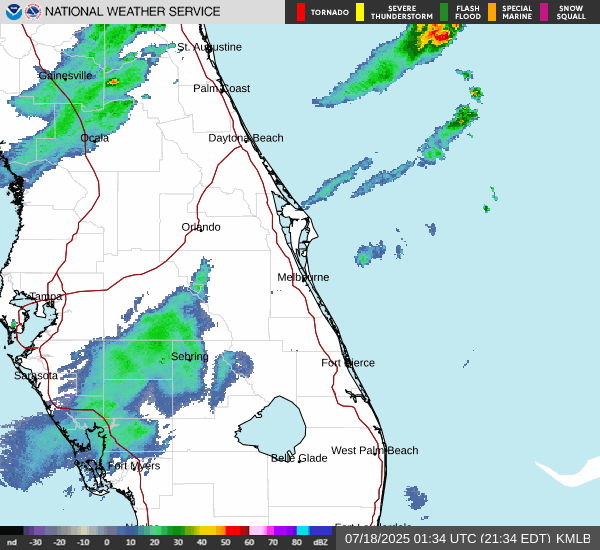 NATIONAL WEATHER SERVICE
TORNADO
SEVERE THUNDERSTORM
FLASH FLOOD
SPECIAL MARINE
SNOW SQUALL
St. Augustine
Gainesville
Palm Coast
Ocala
Daytona Beach
Orlando
Melbourne
Tampa
Sebring
Fort Pierce
Sarasota
West Palm Beach
Belle Glade
Fort Myers
nd -30 -20 -10 0 10 20 30 40 50 60 70 80 dBZ
07/18/2025 01:34 UTC (21:34 EDT) KMLB